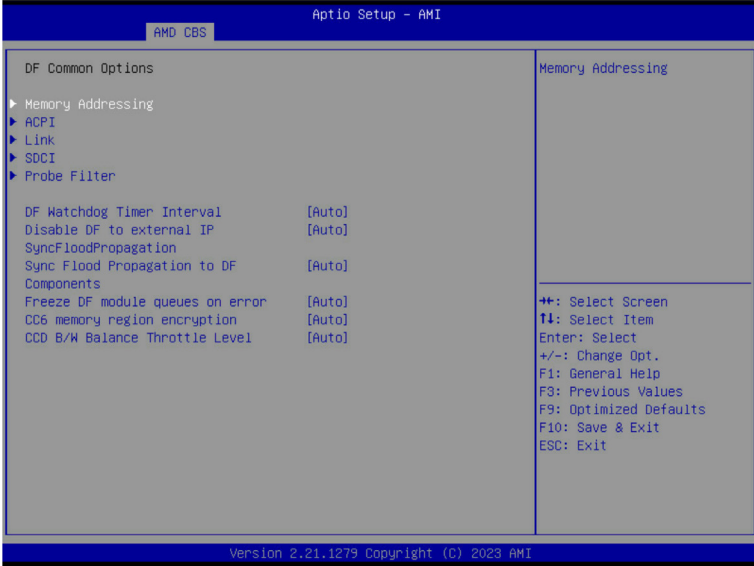 Aptio Setup – AMI
AMD CBS
DF Common Options
Memory Addressing
ACPI
Link
SDCI
Probe Filter
DF Watchdog Timer Interval [Auto]
Disable DF to external IP [Auto]
SyncFloodPropagation
Sync Flood Propagation to DF [Auto]
Components
Freeze DF module queues on error [Auto]
CC6 memory region encryption [Auto]
CCD B/W Balance Throttle Level [Auto]
Memory Addressing
→←: Select Screen
↑↓: Select Item
Enter: Select
+/-: Change Opt.
F1: General Help
F3: Previous Values
F9: Optimized Defaults
F10: Save & Exit
ESC: Exit
Version 2.21.1279 Copyright (C) 2023 AMI